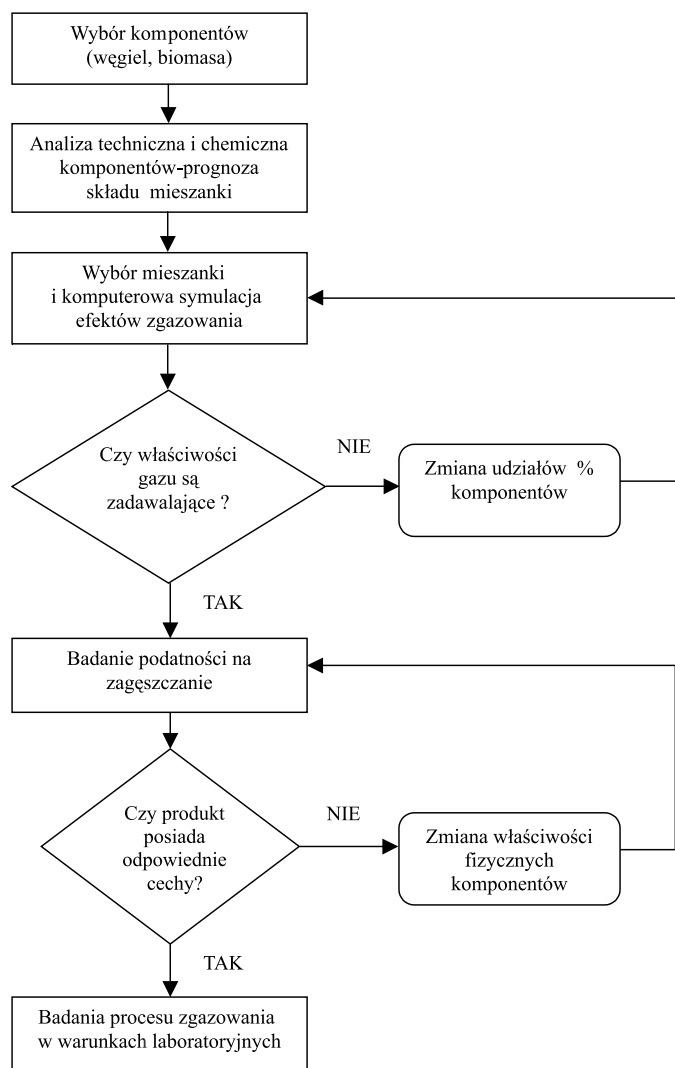 Wybór komponentów
(węgiel, biomasa)
Analiza techniczna i chemiczna
komponentów-prognoza
składu mieszanki
Wybór mieszanki
i komputerowa symulacja
efektów zgazowania
Czy właściwości
gazu są
zadawalające ?
NIE
Zmiana udziałów %
komponentów
TAK
Badanie podatności na
zagęszczanie
Czy produkt
posiada
odpowiednie
cechy?
NIE
Zmiana właściwości
fizycznych
komponentów
TAK
Badania procesu zgazowania
w warunkach laboratoryjnych